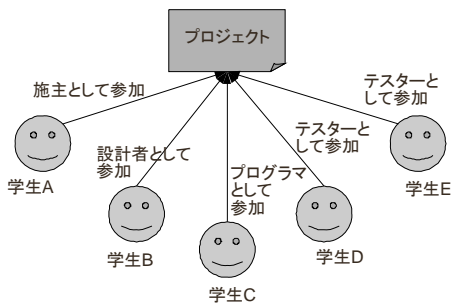 プロジェクト
施主として参加
学生A
設計者として
参加
学生B
プログラマ
として
参加
学生C
テスターと
して参加
学生D
テスターと
して参加
学生E